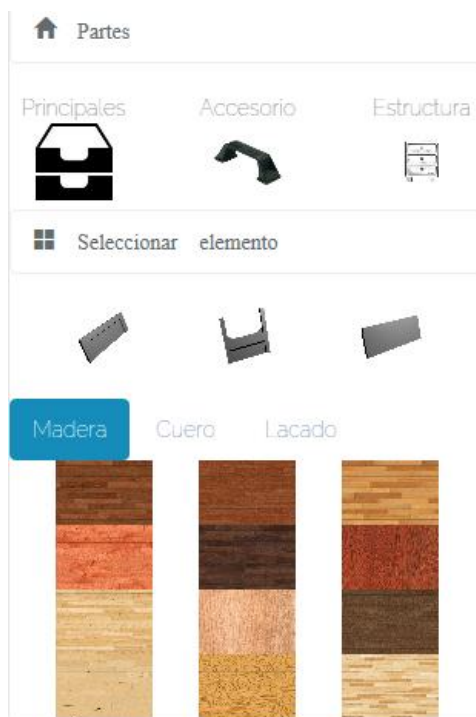 Partes
Principales Accesorio Estructura
Seleccionar elemento
Madera Cuero Lacado